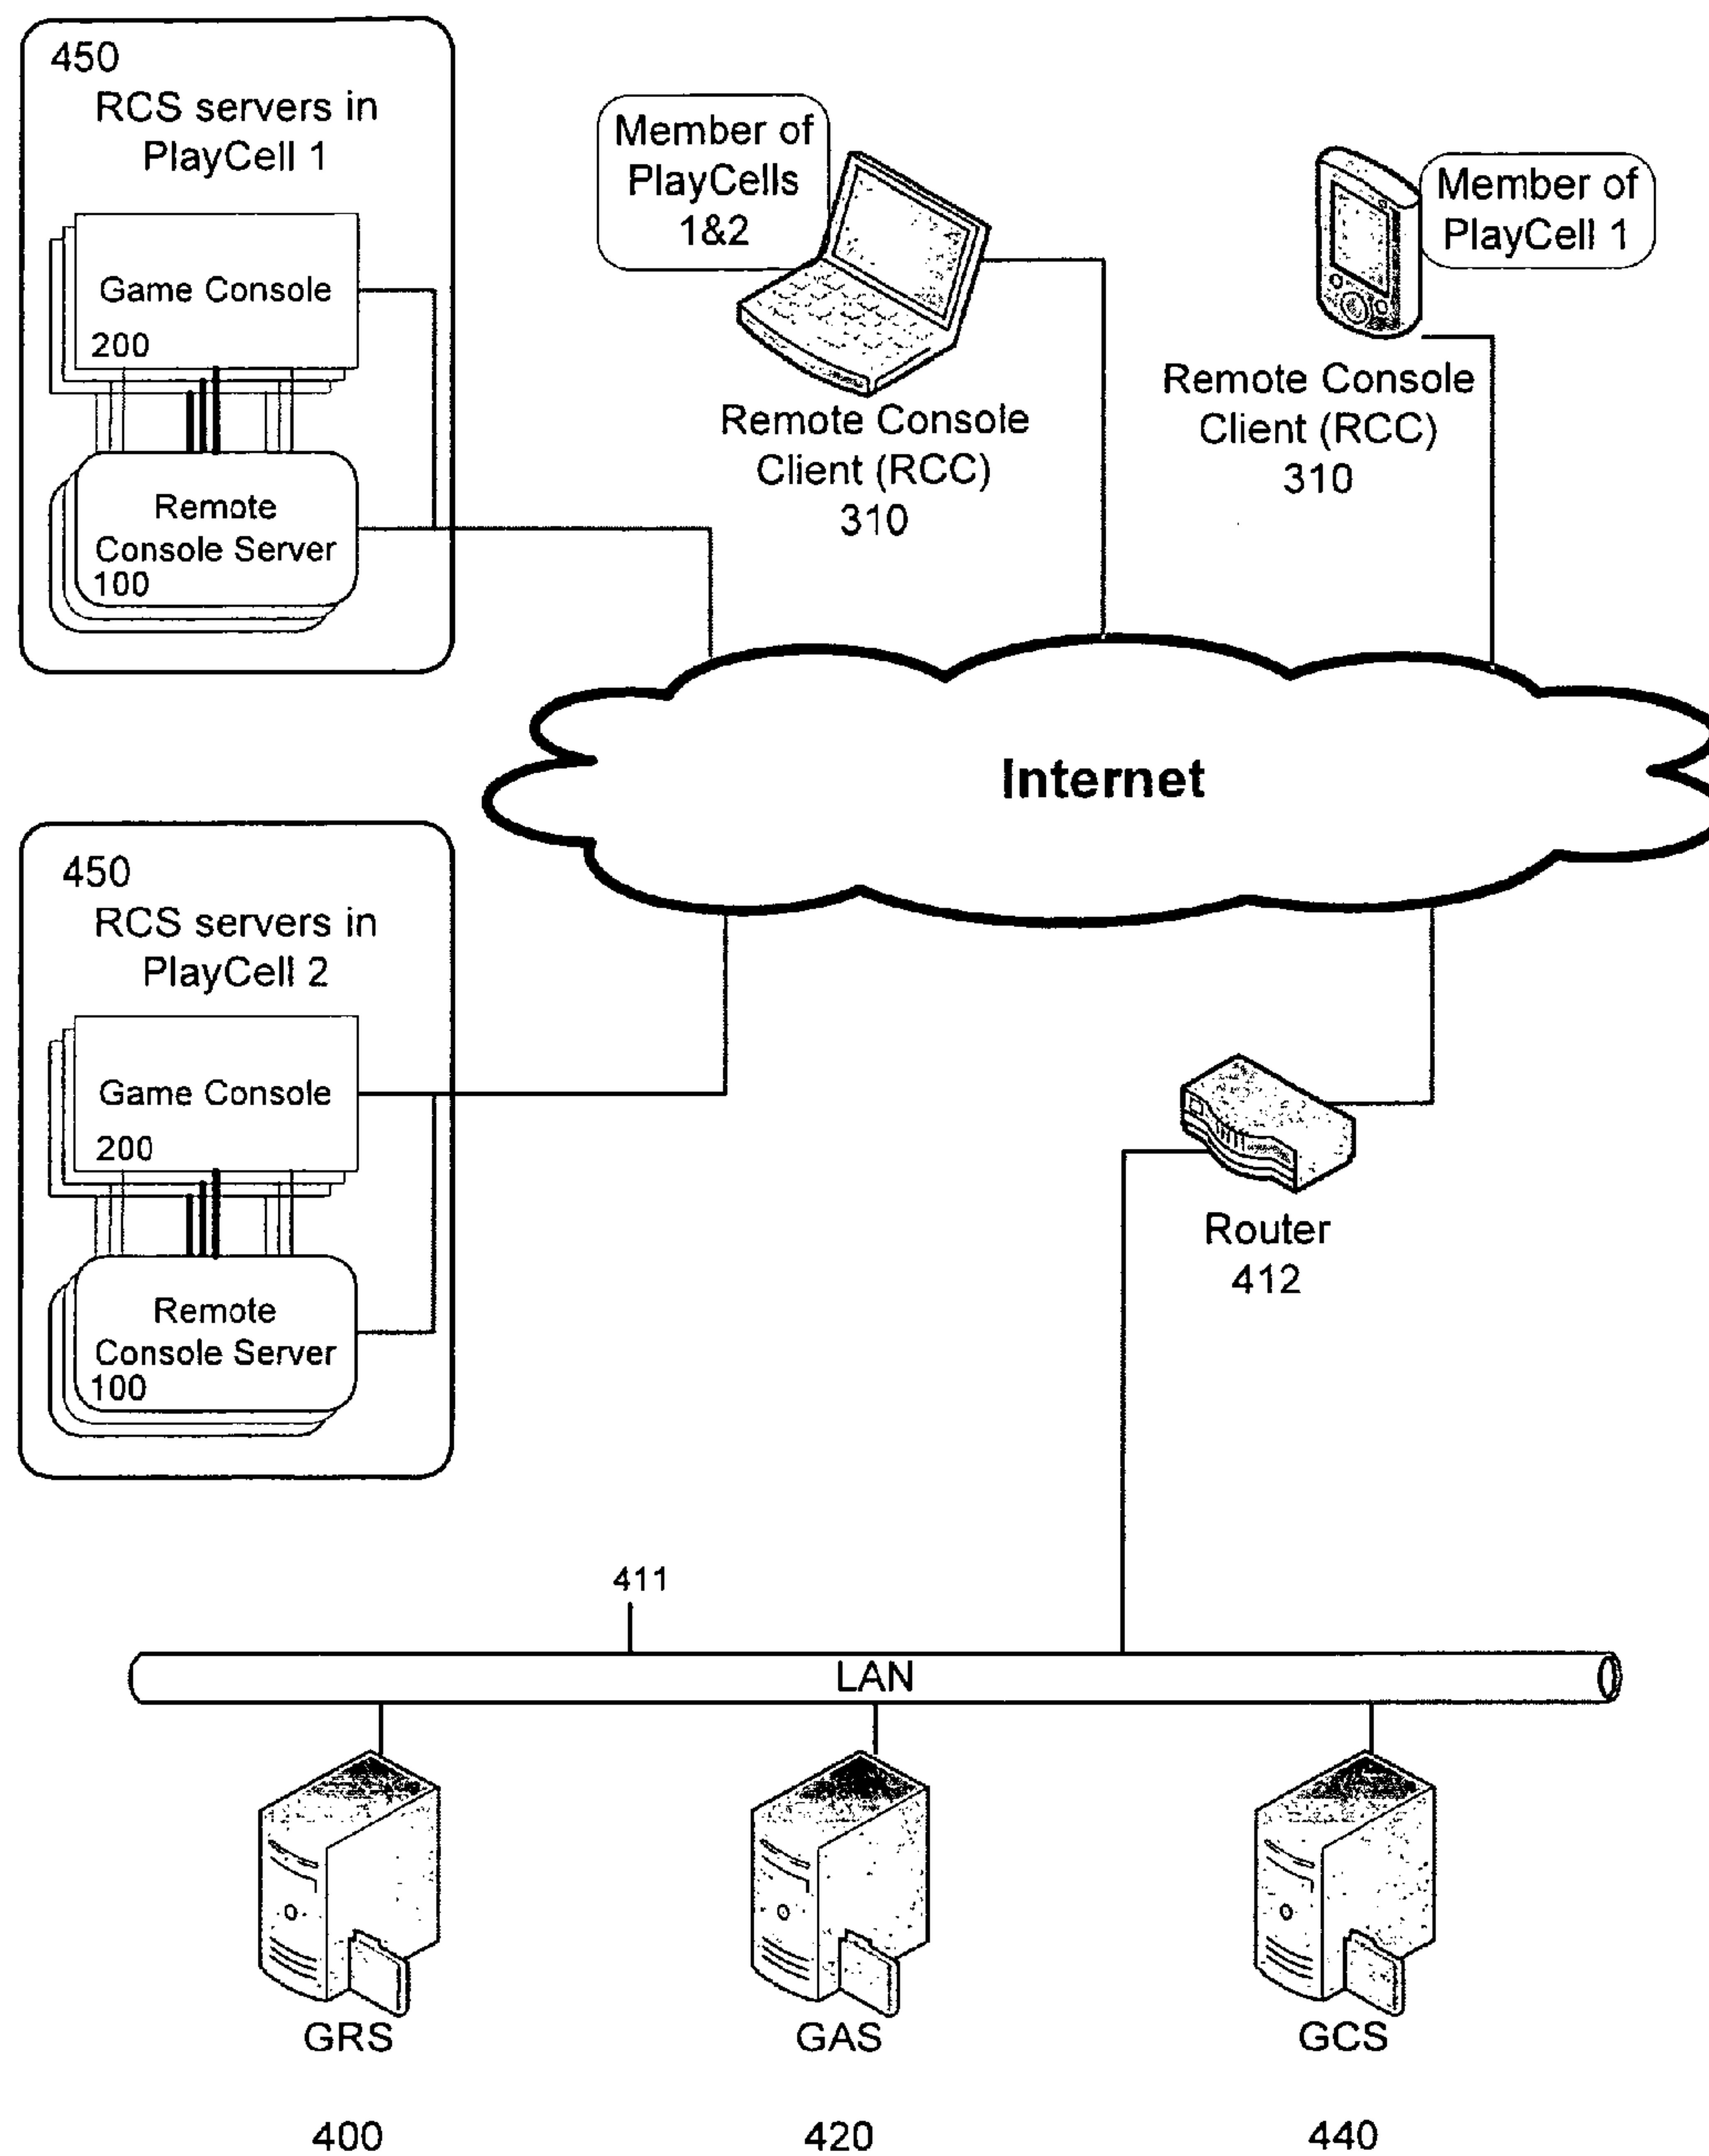 450
RCS servers in
PlayCell 1
Game Console
200
Remote
Console Server
100
Member of
PlayCells
1&2
Remote Console
Client (RCC)
310
Member of
PlayCell 1
Remote Console
Client (RCC)
310
Internet
450
RCS servers in
PlayCell 2
Game Console
200
Remote
Console Server
100
Router
412
411
LAN
GRS
400
GAS
420
GCS
440